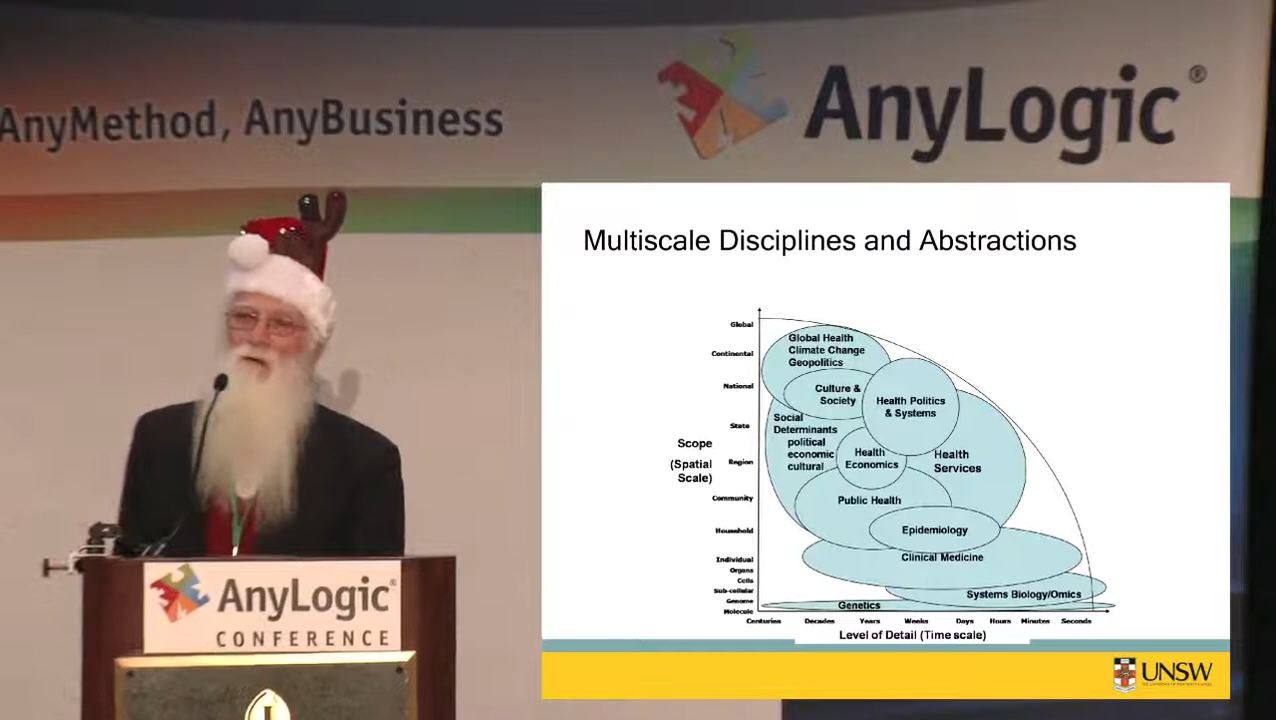 AnyMethod, AnyBusiness
AnyLogic®
Multiscale Disciplines and Abstractions
Global
Continental
National
State
Region
Community
Household
Individual
Organs
Cells
Sub-cellular
Genome
Molecule
Scope
(Spatial
Scale)
Global Health
Climate Change
Geopolitics
Culture &
Society
Health Politics
& Systems
Social
Determinants
political
economic
cultural
Health
Economics
Health
Services
Public Health
Epidemiology
Clinical Medicine
Systems Biology/Omics
Genetics
Centuries Decades Years Weeks Days Hours Minutes Seconds
Level of Detail (Time scale)
UNSW
AnyLogic®
CONFERENCE